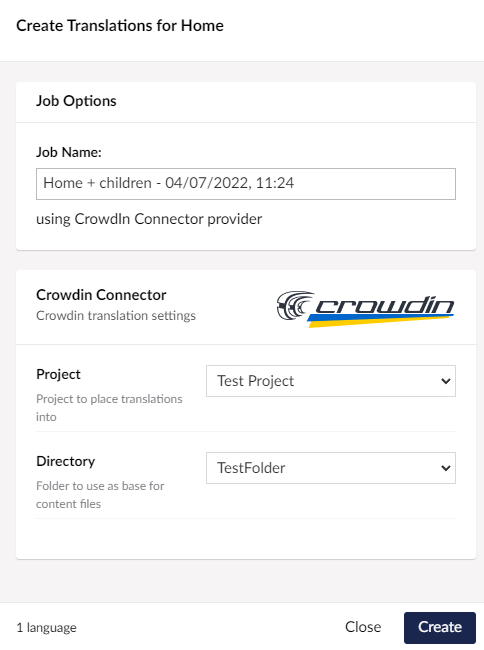 Create Translations for Home
Job Options
Job Name:
Home + children - 04/07/2022, 11:24
using CrowdIn Connector provider
Crowdin Connector
Crowdin translation settings
crowdin
Project
Project to place translations
into
Test Project
Directory
Folder to use as base for
content files
TestFolder
1 language
Close
Create